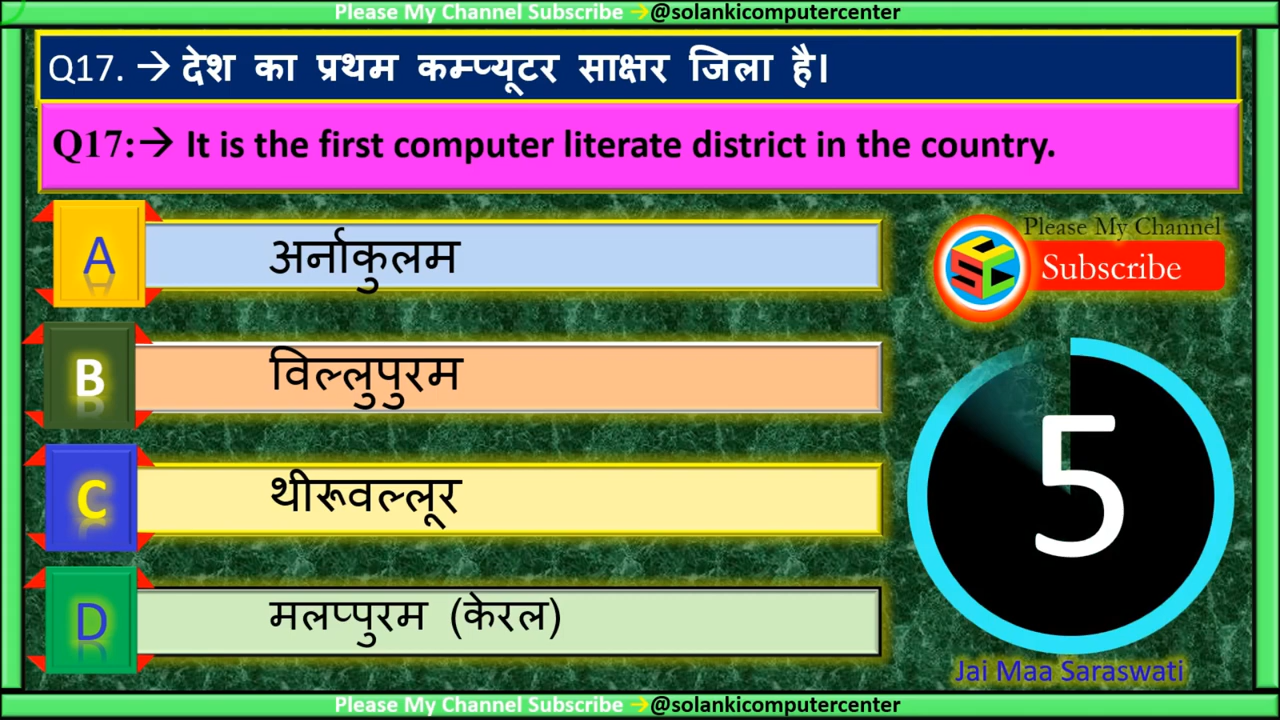 Please My Channel Subscribe →@solankicomputercenter
Q17. → देश का प्रथम कम्प्यूटर साक्षर जिला है।
Q17:→ It is the first computer literate district in the country.
A अर्नाकुलम
Please My Channel
Subscribe
SCC
B विल्लुपुरम
C थीरूवल्लूर
5
D मलप्पुरम (केरल)
Jai Maa Saraswati
Please My Channel Subscribe →@solankicomputercenter